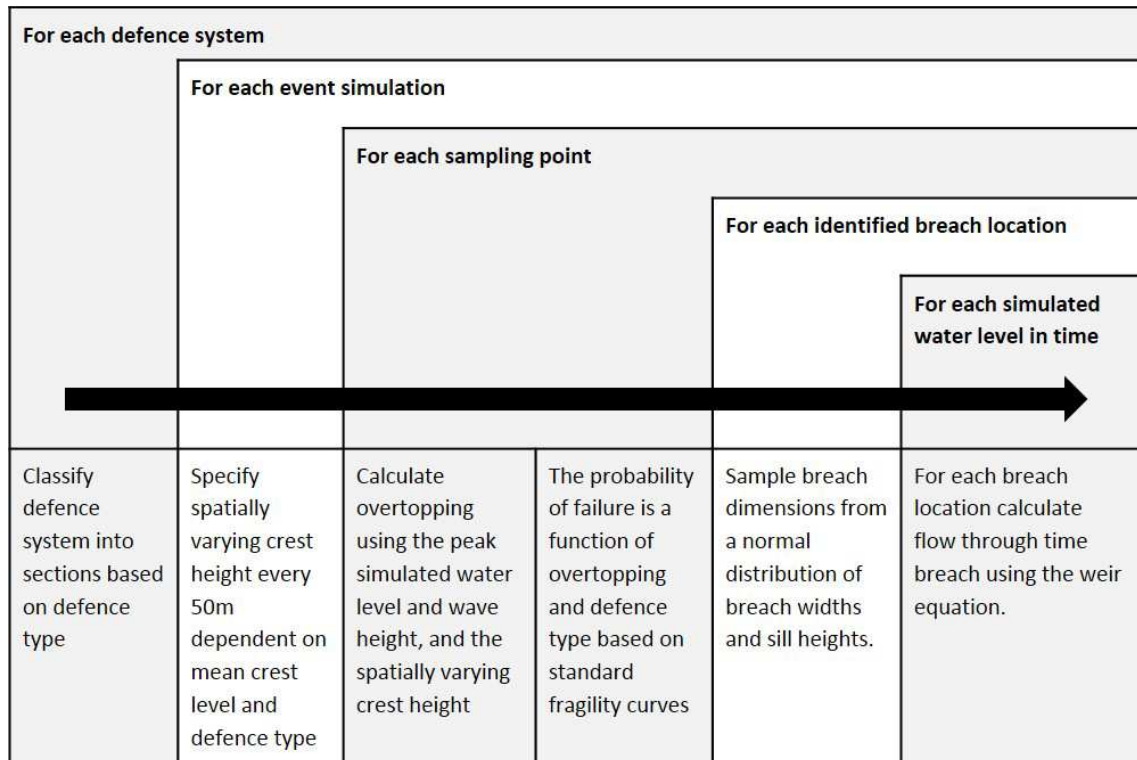 For each defence system
For each event simulation
For each sampling point
For each identified breach location
For each simulated
water level in time
Classify
defence
system into
sections based
on defence
type
Specify
spatially
varying crest
height every
50m
dependent on
mean crest
level and
defence type
Calculate
overtopping
using the peak
simulated water
level and wave
height, and the
spatially varying
crest height
The probability
of failure is a
function of
overtopping
and defence
type based on
standard
fragility curves
Sample breach
dimensions from
a normal
distribution of
breach widths
and sill heights.
For each breach
location calculate
flow through time
breach using the weir
equation.